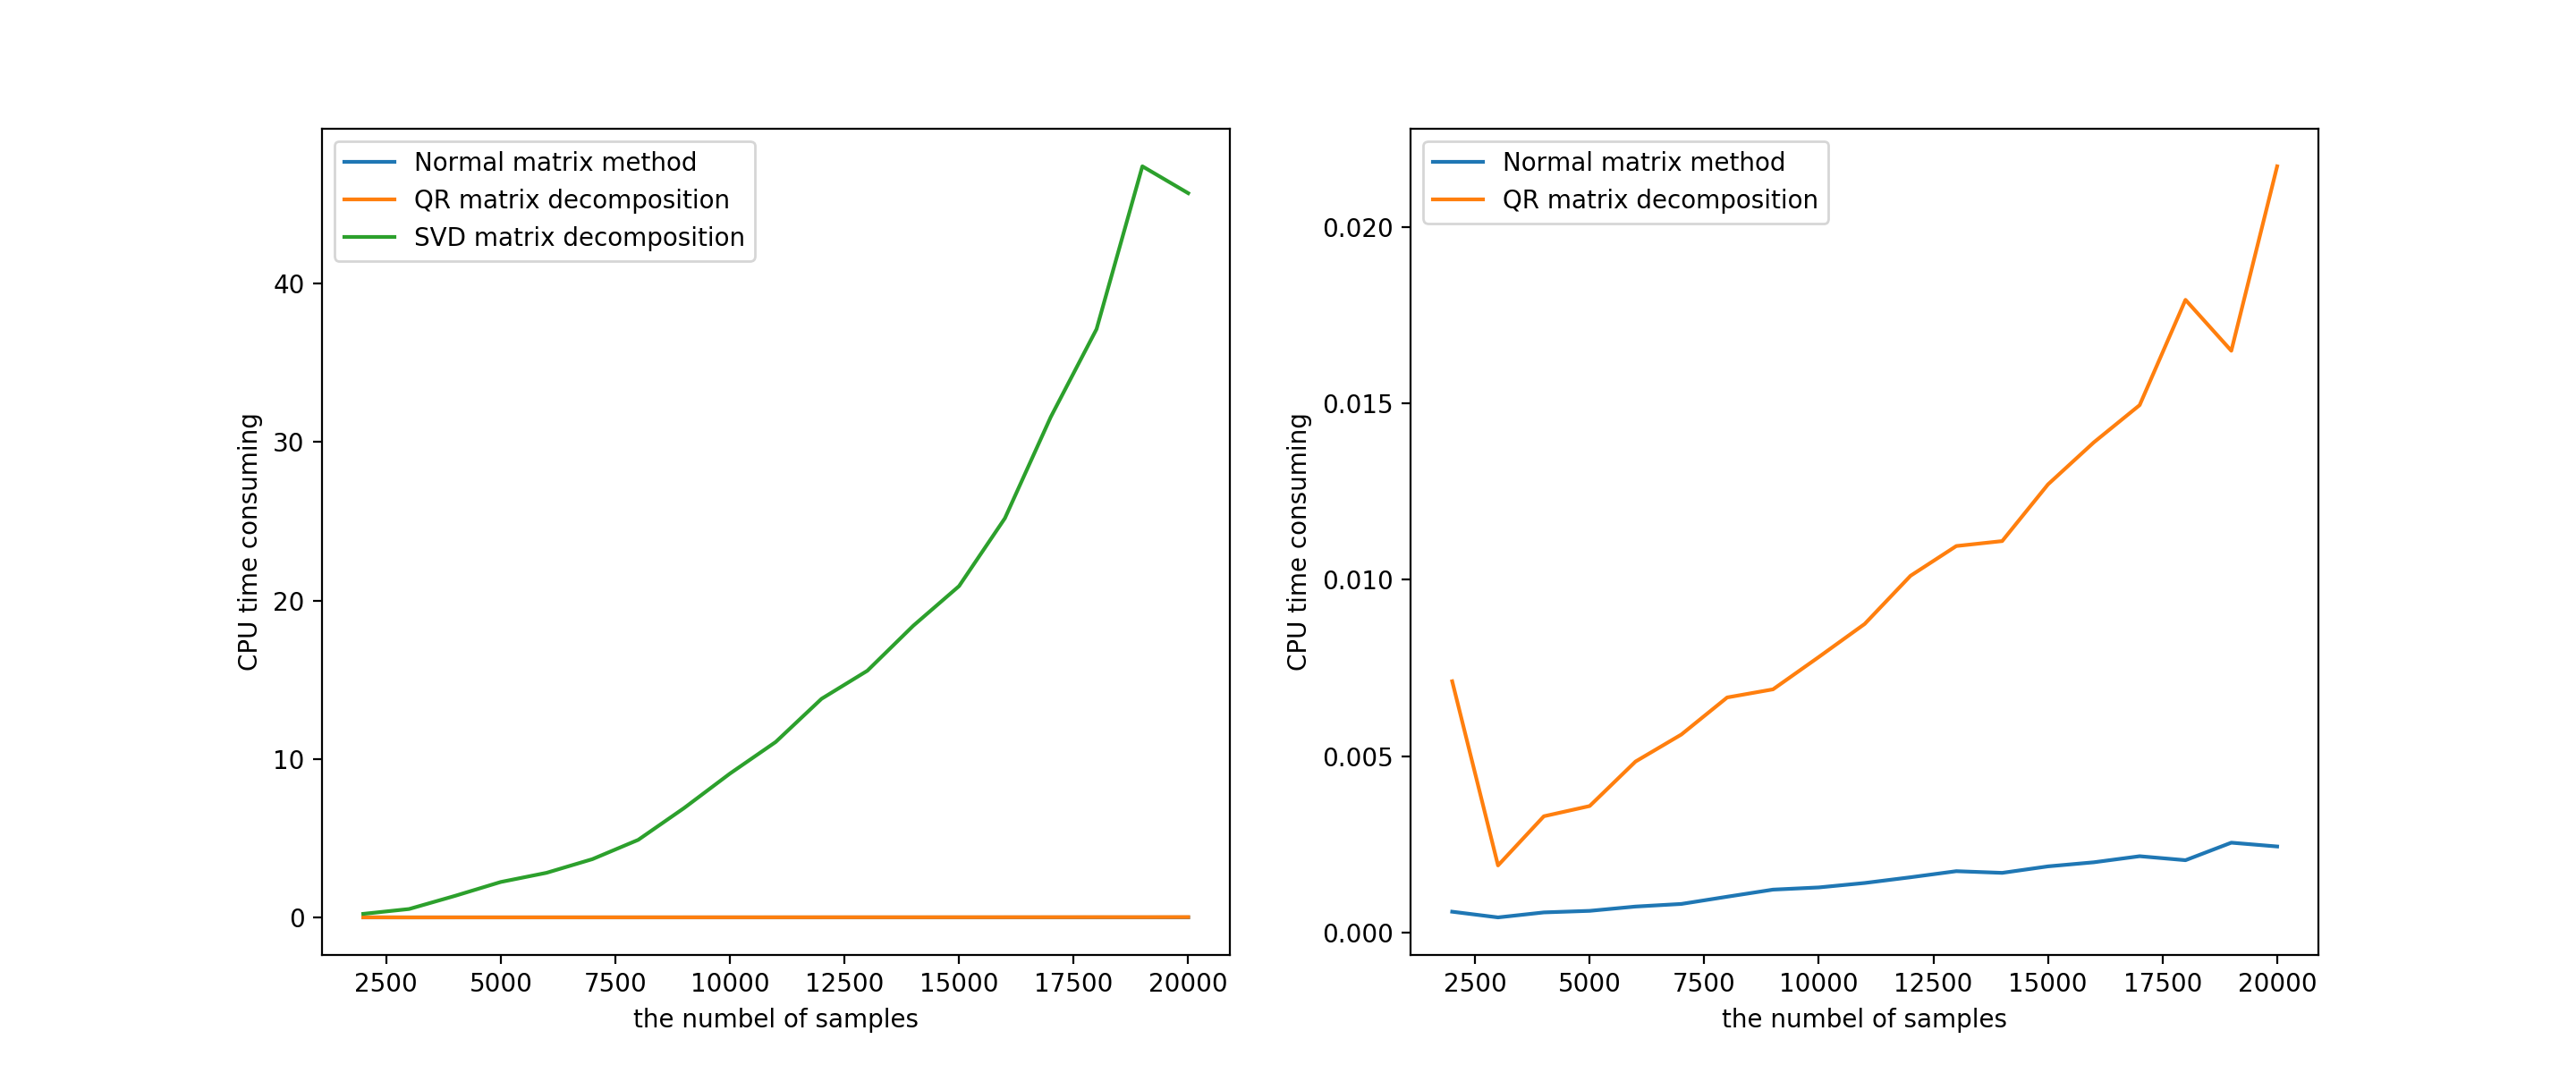 Normal matrix method
QR matrix decomposition
SVD matrix decomposition
40
30
20
10
0
CPU time consuming
2500 5000 7500 10000 12500 15000 17500 20000
the numbel of samples
Normal matrix method
QR matrix decomposition
0.020
0.015
0.010
0.005
0.000
CPU time consuming
2500 5000 7500 10000 12500 15000 17500 20000
the numbel of samples